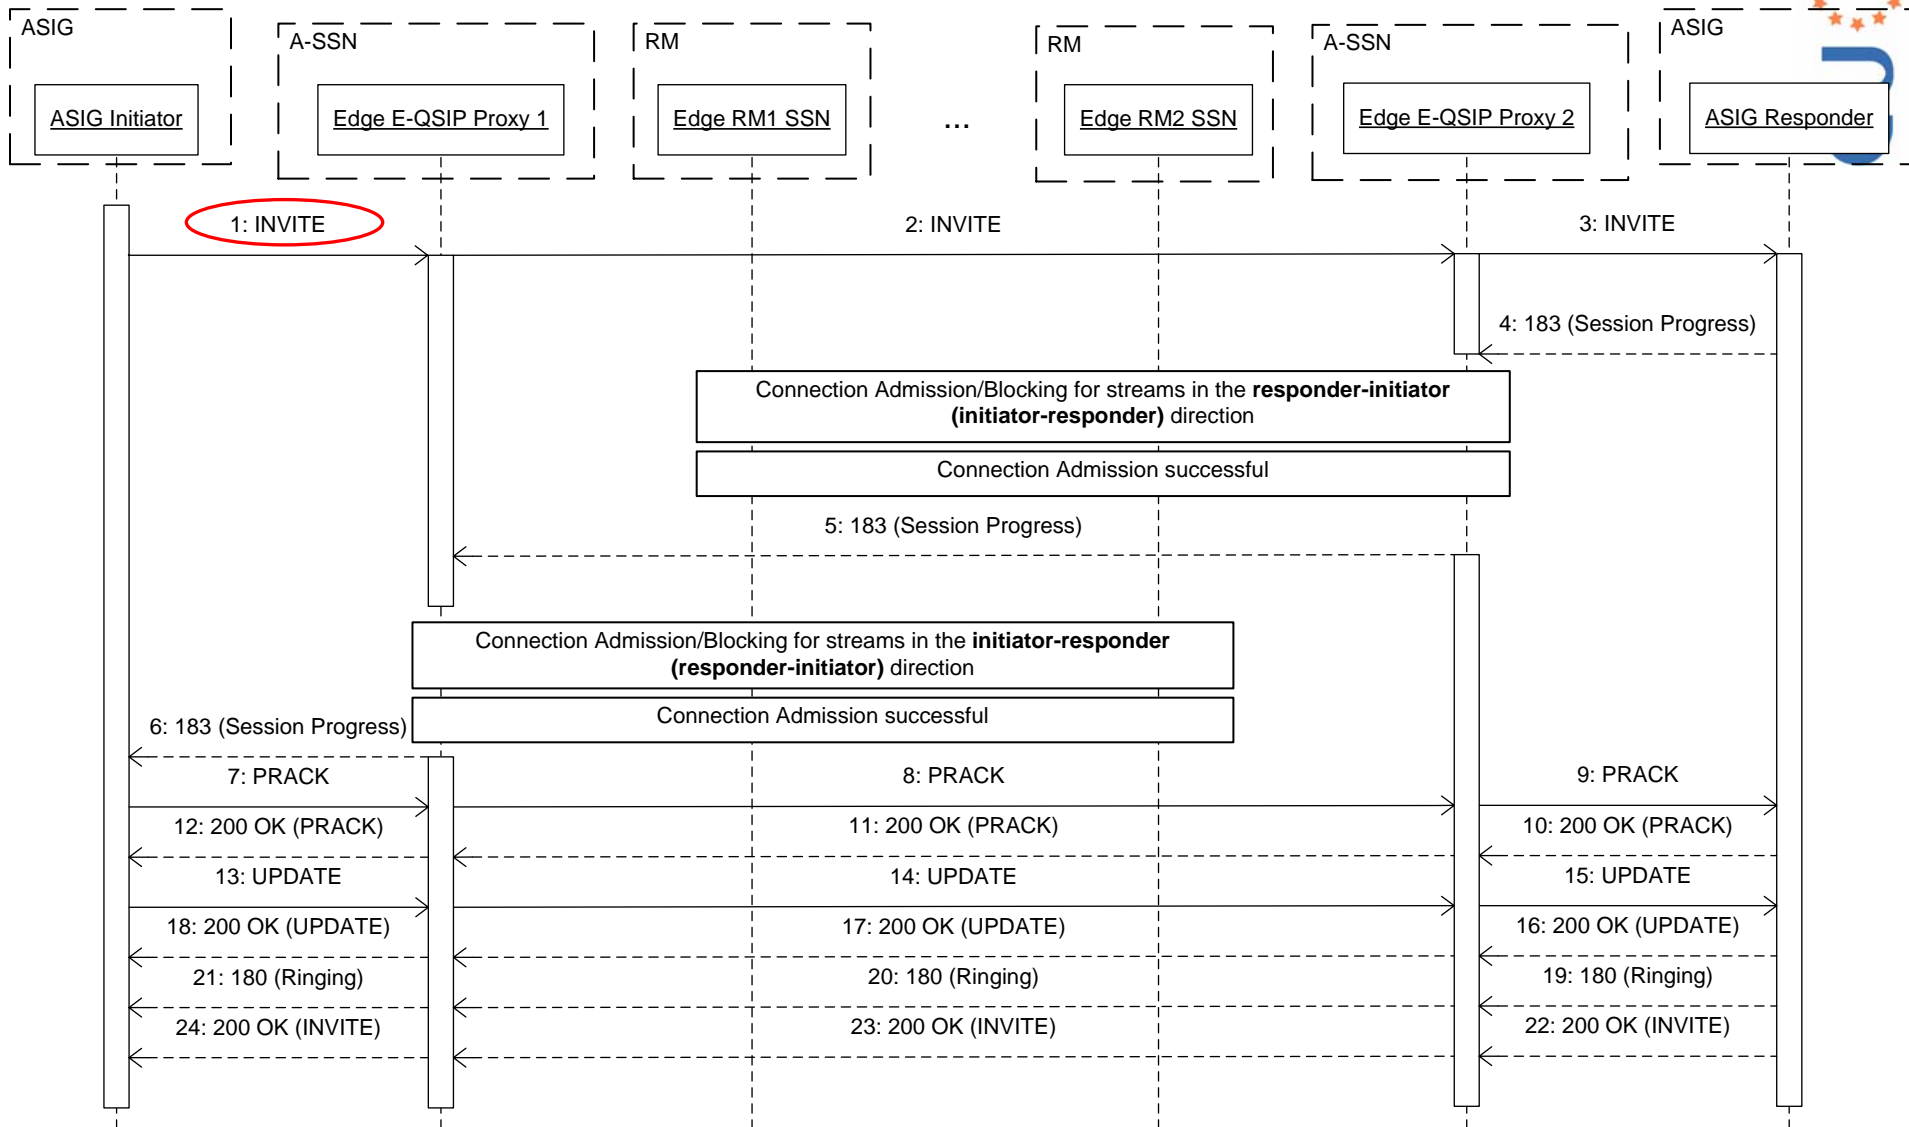 ASIG
A-SSN
RM
RM
A-SSN
ASIG
ASIG Initiator
Edge E-QSIP Proxy 1
Edge RM1 SSN
...
Edge RM2 SSN
Edge E-QSIP Proxy 2
ASIG Responder
1: INVITE
2: INVITE
3: INVITE
4: 183 (Session Progress)
Connection Admission/Blocking for streams in the responder-initiator
(initiator-responder) direction
Connection Admission successful
5: 183 (Session Progress)
Connection Admission/Blocking for streams in the initiator-responder
(responder-initiator) direction
Connection Admission successful
6: 183 (Session Progress)
7: PRACK
8: PRACK
9: PRACK
12: 200 OK (PRACK)
11: 200 OK (PRACK)
10: 200 OK (PRACK)
13: UPDATE
14: UPDATE
15: UPDATE
18: 200 OK (UPDATE)
17: 200 OK (UPDATE)
16: 200 OK (UPDATE)
21: 180 (Ringing)
20: 180 (Ringing)
19: 180 (Ringing)
24: 200 OK (INVITE)
23: 200 OK (INVITE)
22: 200 OK (INVITE)